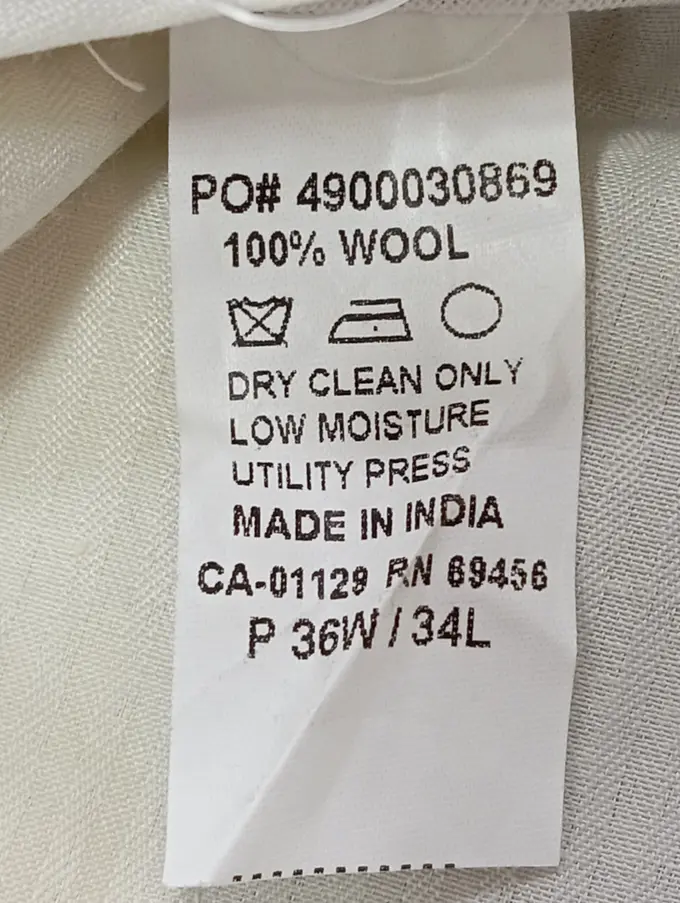 PO# 4900030869
100% WOOL
DRY CLEAN ONLY
LOW MOISTURE
UTILITY PRESS
MADE IN INDIA
CA-01129 RN 69456
P 36W / 34L